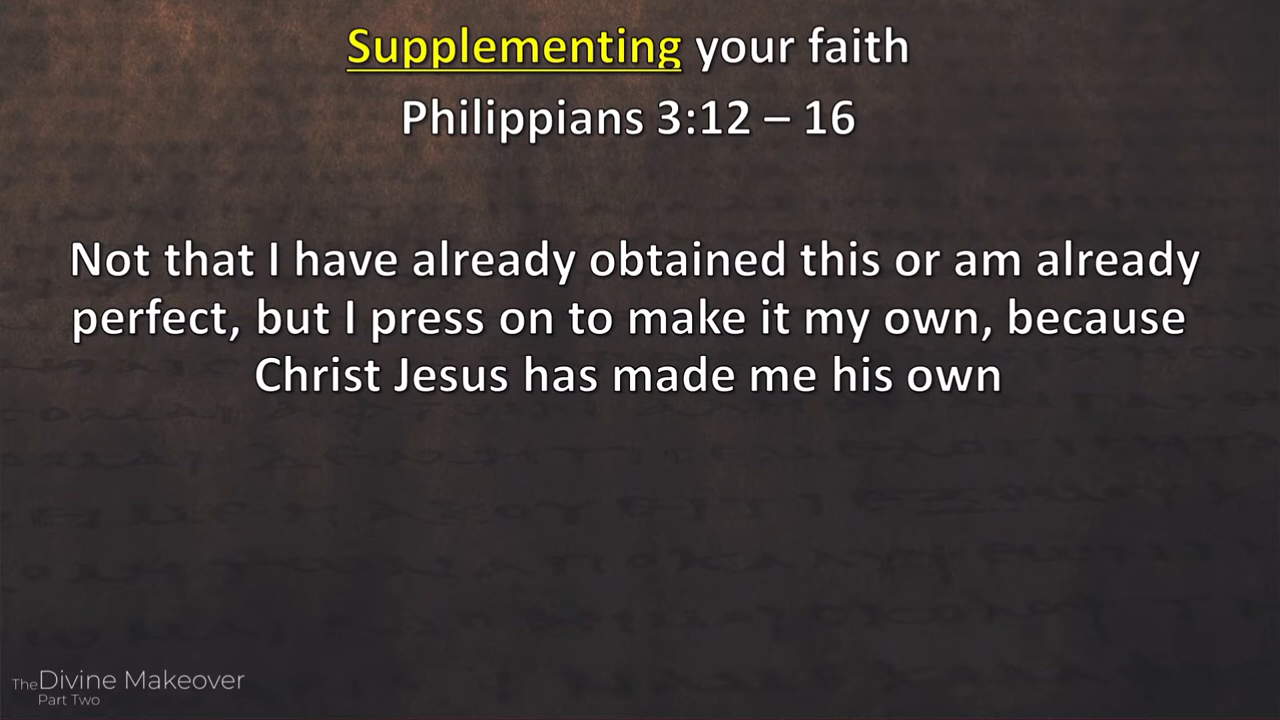 Supplementing your faith
Philippians 3:12 – 16
Not that I have already obtained this or am already
perfect, but I press on to make it my own, because
Christ Jesus has made me his own
The Divine Makeover
Part Two